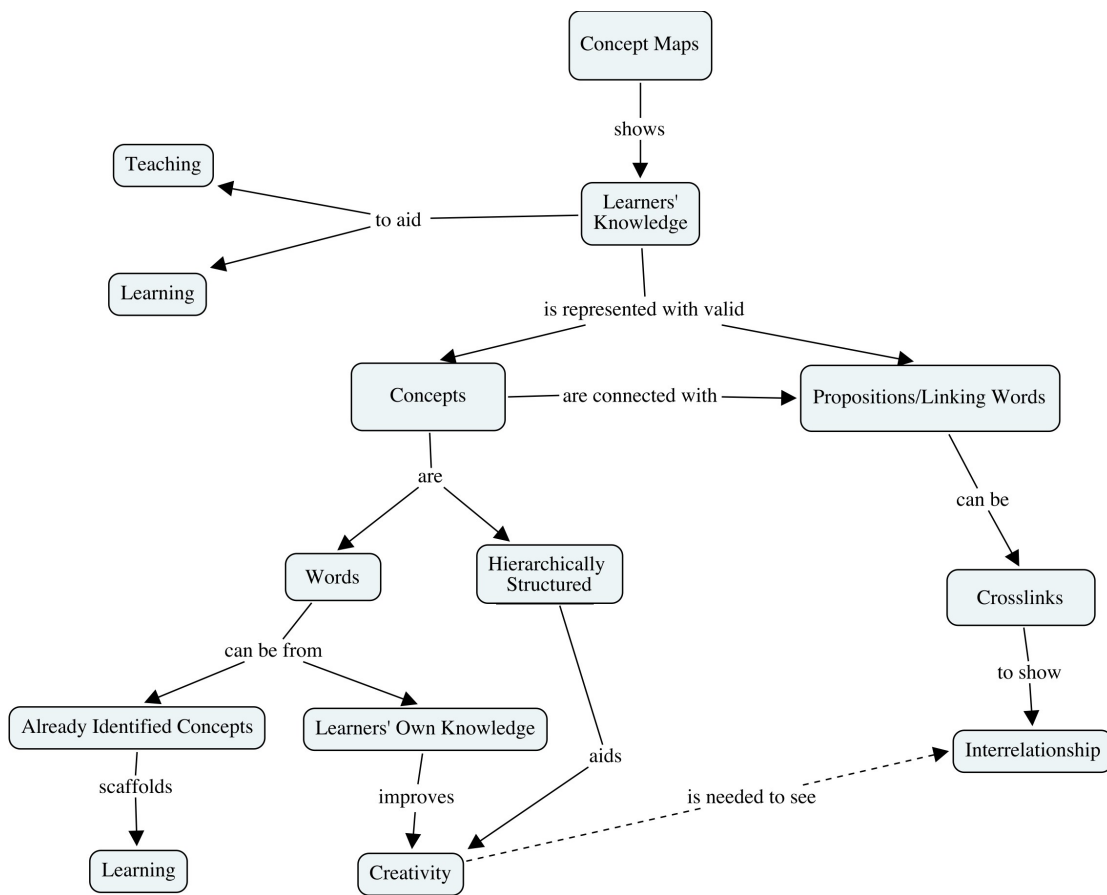 Concept Maps
shows
Teaching
Learners'
Knowledge
to aid
Learning
is represented with valid
Concepts
are connected with
Propositions/Linking Words
are
can be
Words
Hierarchically
Structured
Crosslinks
can be from
to show
Already Identified Concepts
Learners' Own Knowledge
aids
Interrelationship
scaffolds
improves
is needed to see
Learning
Creativity